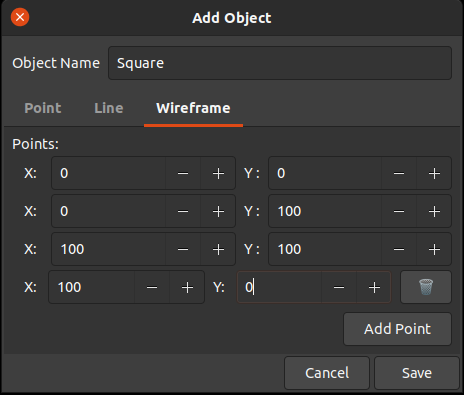 Add Object
Object Name Square
Point Line Wireframe
Points:
X: 0 − + Y : 0 − +
X: 0 − + Y : 100 − +
X: 100 − + Y : 100 − +
X: 100 − + Y: 0 − +
Add Point
Cancel Save